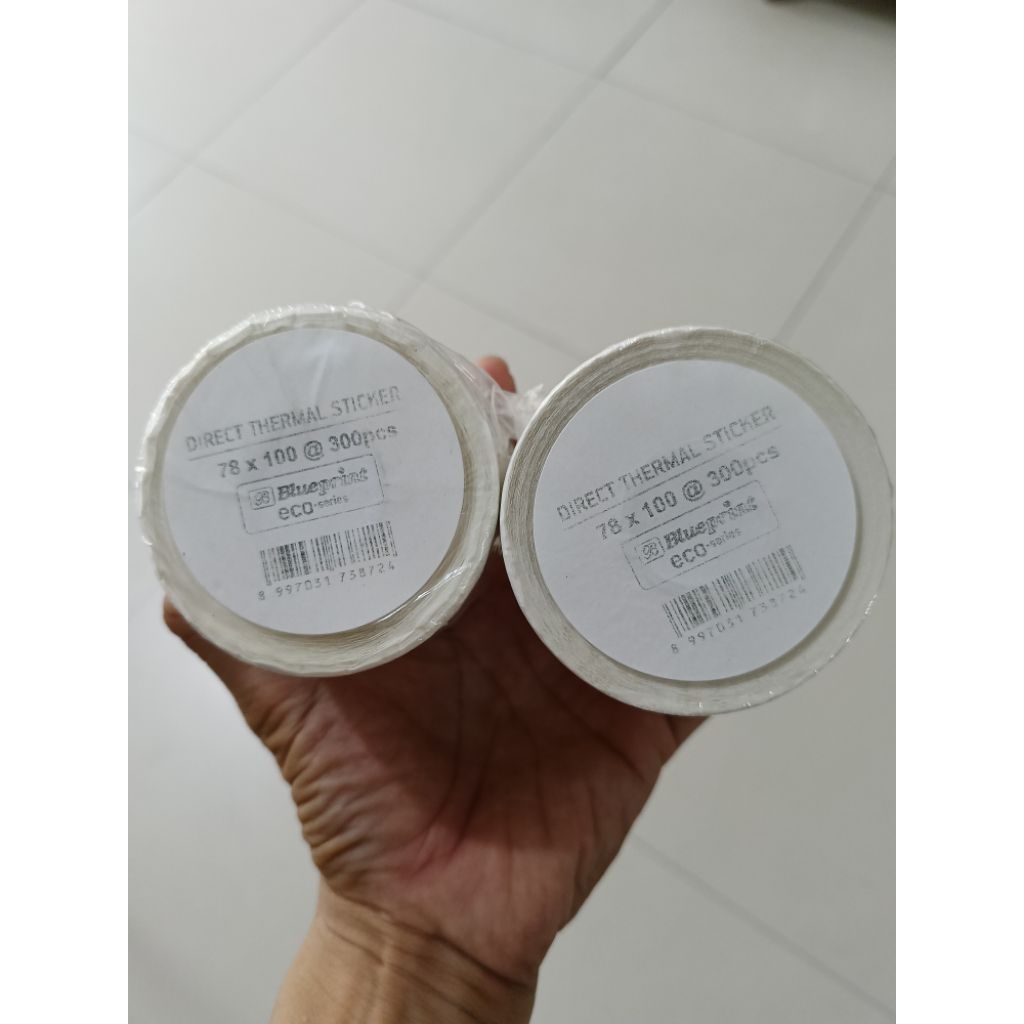 DIRECT THERMAL STICKER
78 x 100 @ 300pcs
Blueprint
eco-series
8 997031 738724
DIRECT THERMAL STICKER
78 x 100 @ 300pcs
Blueprint
eco-series
8 997031 738724